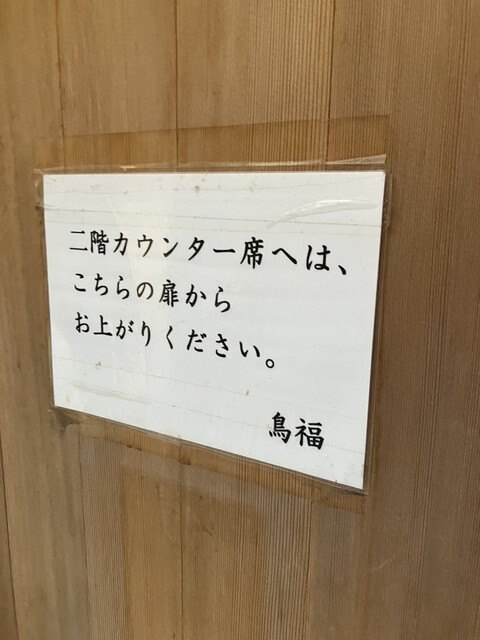 二階カウンター席へは、
こちらの扉から
お上がりください。
鳥福